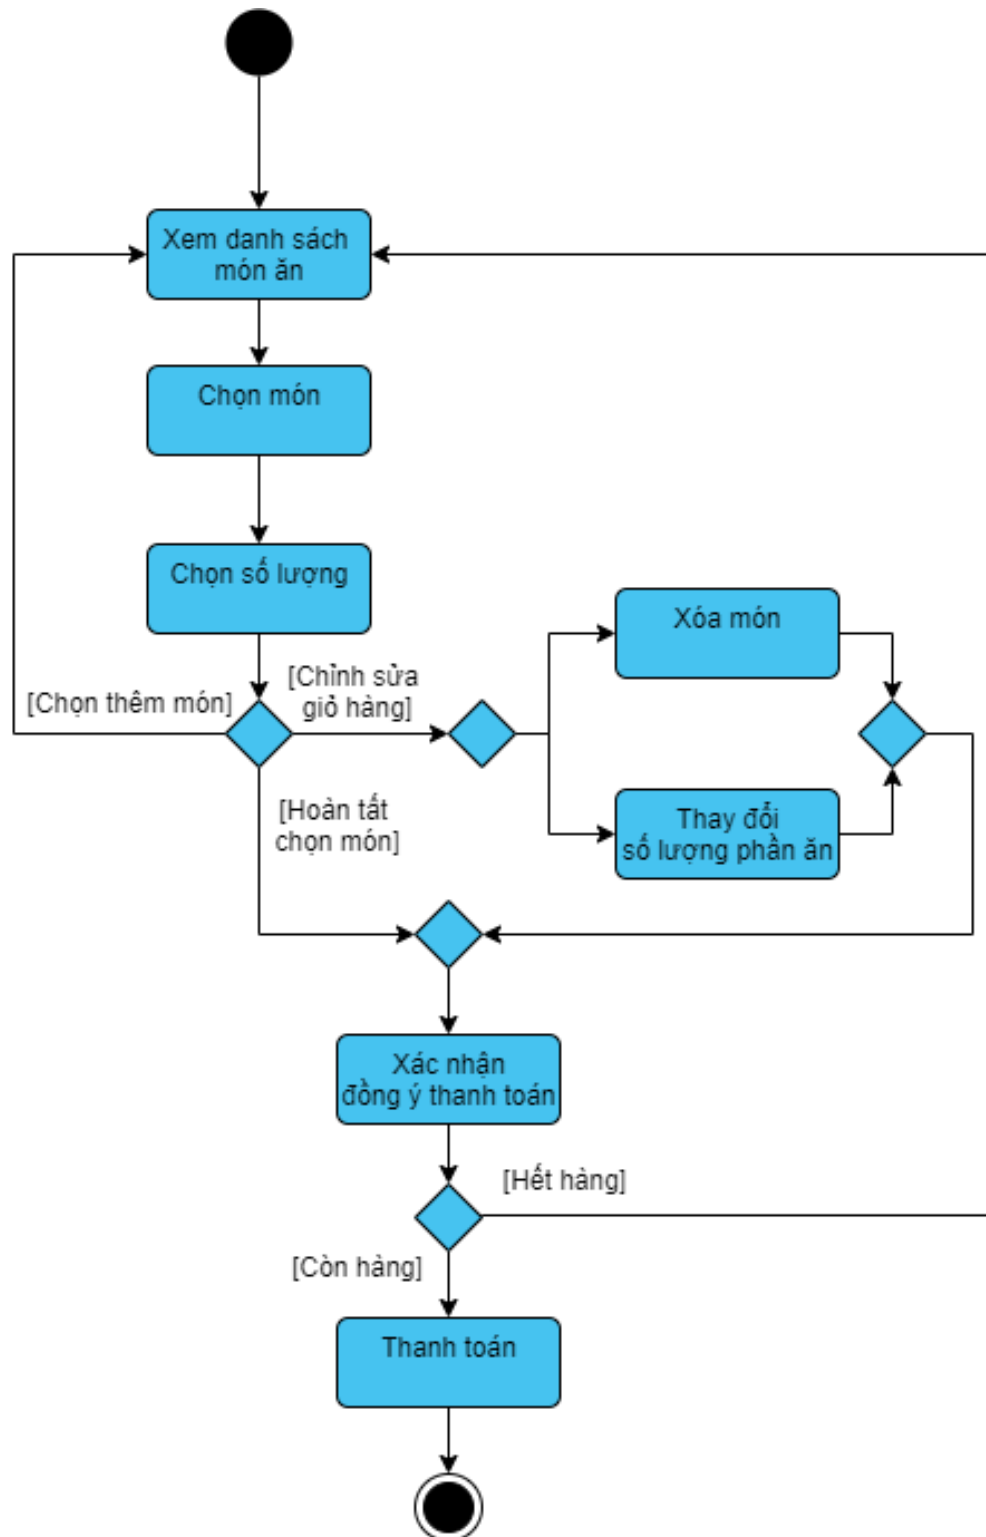 Xem danh sách
món ăn
Chọn món
Chọn số lượng
[Chọn thêm món]
[Chỉnh sửa
giỏ hàng]
Xóa món
[Hoàn tất
chọn món]
Thay đổi
số lượng phần ăn
Xác nhận
đồng ý thanh toán
[Hết hàng]
[Còn hàng]
Thanh toán